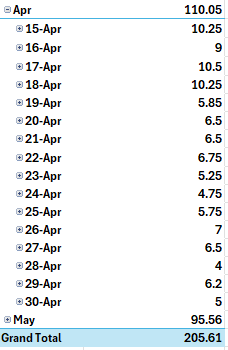 Apr 110.05
15-Apr 10.25
16-Apr 9
17-Apr 10.5
18-Apr 10.25
19-Apr 5.85
20-Apr 6.5
21-Apr 6.5
22-Apr 6.75
23-Apr 5.25
24-Apr 4.75
25-Apr 5.75
26-Apr 7
27-Apr 6.5
28-Apr 4
29-Apr 6.2
30-Apr 5
May 95.56
Grand Total 205.61